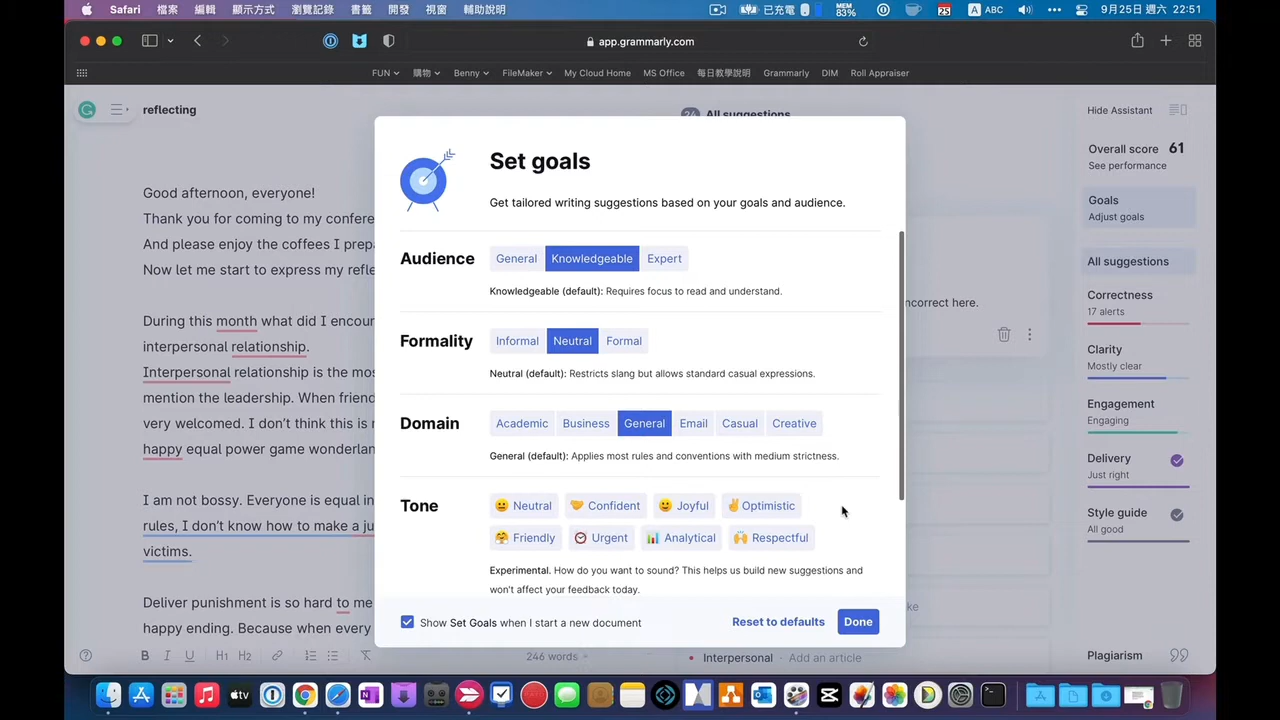 Safari 檔案 編輯 顯示方式 瀏覽記錄 書籤 開發 視窗 輔助說明 已充電 MEM 83% 25 A ABC 9月25日 週六 22:51
app.grammarly.com
FUN 購物 Benny FileMaker My Cloud Home MS Office 每日教學說明 Grammarly DIM Roll Appraiser
reflecting
24 All suggestions
Hide Assistant
Overall score 61
See performance
Goals
Adjust goals
All suggestions
Correctness
17 alerts
Clarity
Mostly clear
Engagement
Engaging
Delivery
Just right
Style guide
All good
Plagiarism
Good afternoon, everyone!
Thank you for coming to my confere
And please enjoy the coffees I prepa
Now let me start to express my refle
During this month what did I encour
interpersonal relationship.
Interpersonal relationship is the mos
mention the leadership. When friend
very welcomed. I don't think this is r
happy equal power game wonderlan
I am not bossy. Everyone is equal in
rules, I don't know how to make a ju
victims.
Deliver punishment is so hard to me
happy ending. Because when every
B I U H1 H2
246 words
Set goals
Get tailored writing suggestions based on your goals and audience.
Audience General Knowledgeable Expert
Knowledgeable (default): Requires focus to read and understand.
Formality Informal Neutral Formal
Neutral (default): Restricts slang but allows standard casual expressions.
Domain Academic Business General Email Casual Creative
General (default): Applies most rules and conventions with medium strictness.
Tone Neutral Confident Joyful Optimistic
Friendly Urgent Analytical Respectful
Experimental. How do you want to sound? This helps us build new suggestions and
won't affect your feedback today.
Show Set Goals when I start a new document
Reset to defaults Done
ncorrect here.
ke
Interpersonal · Add an article
tv